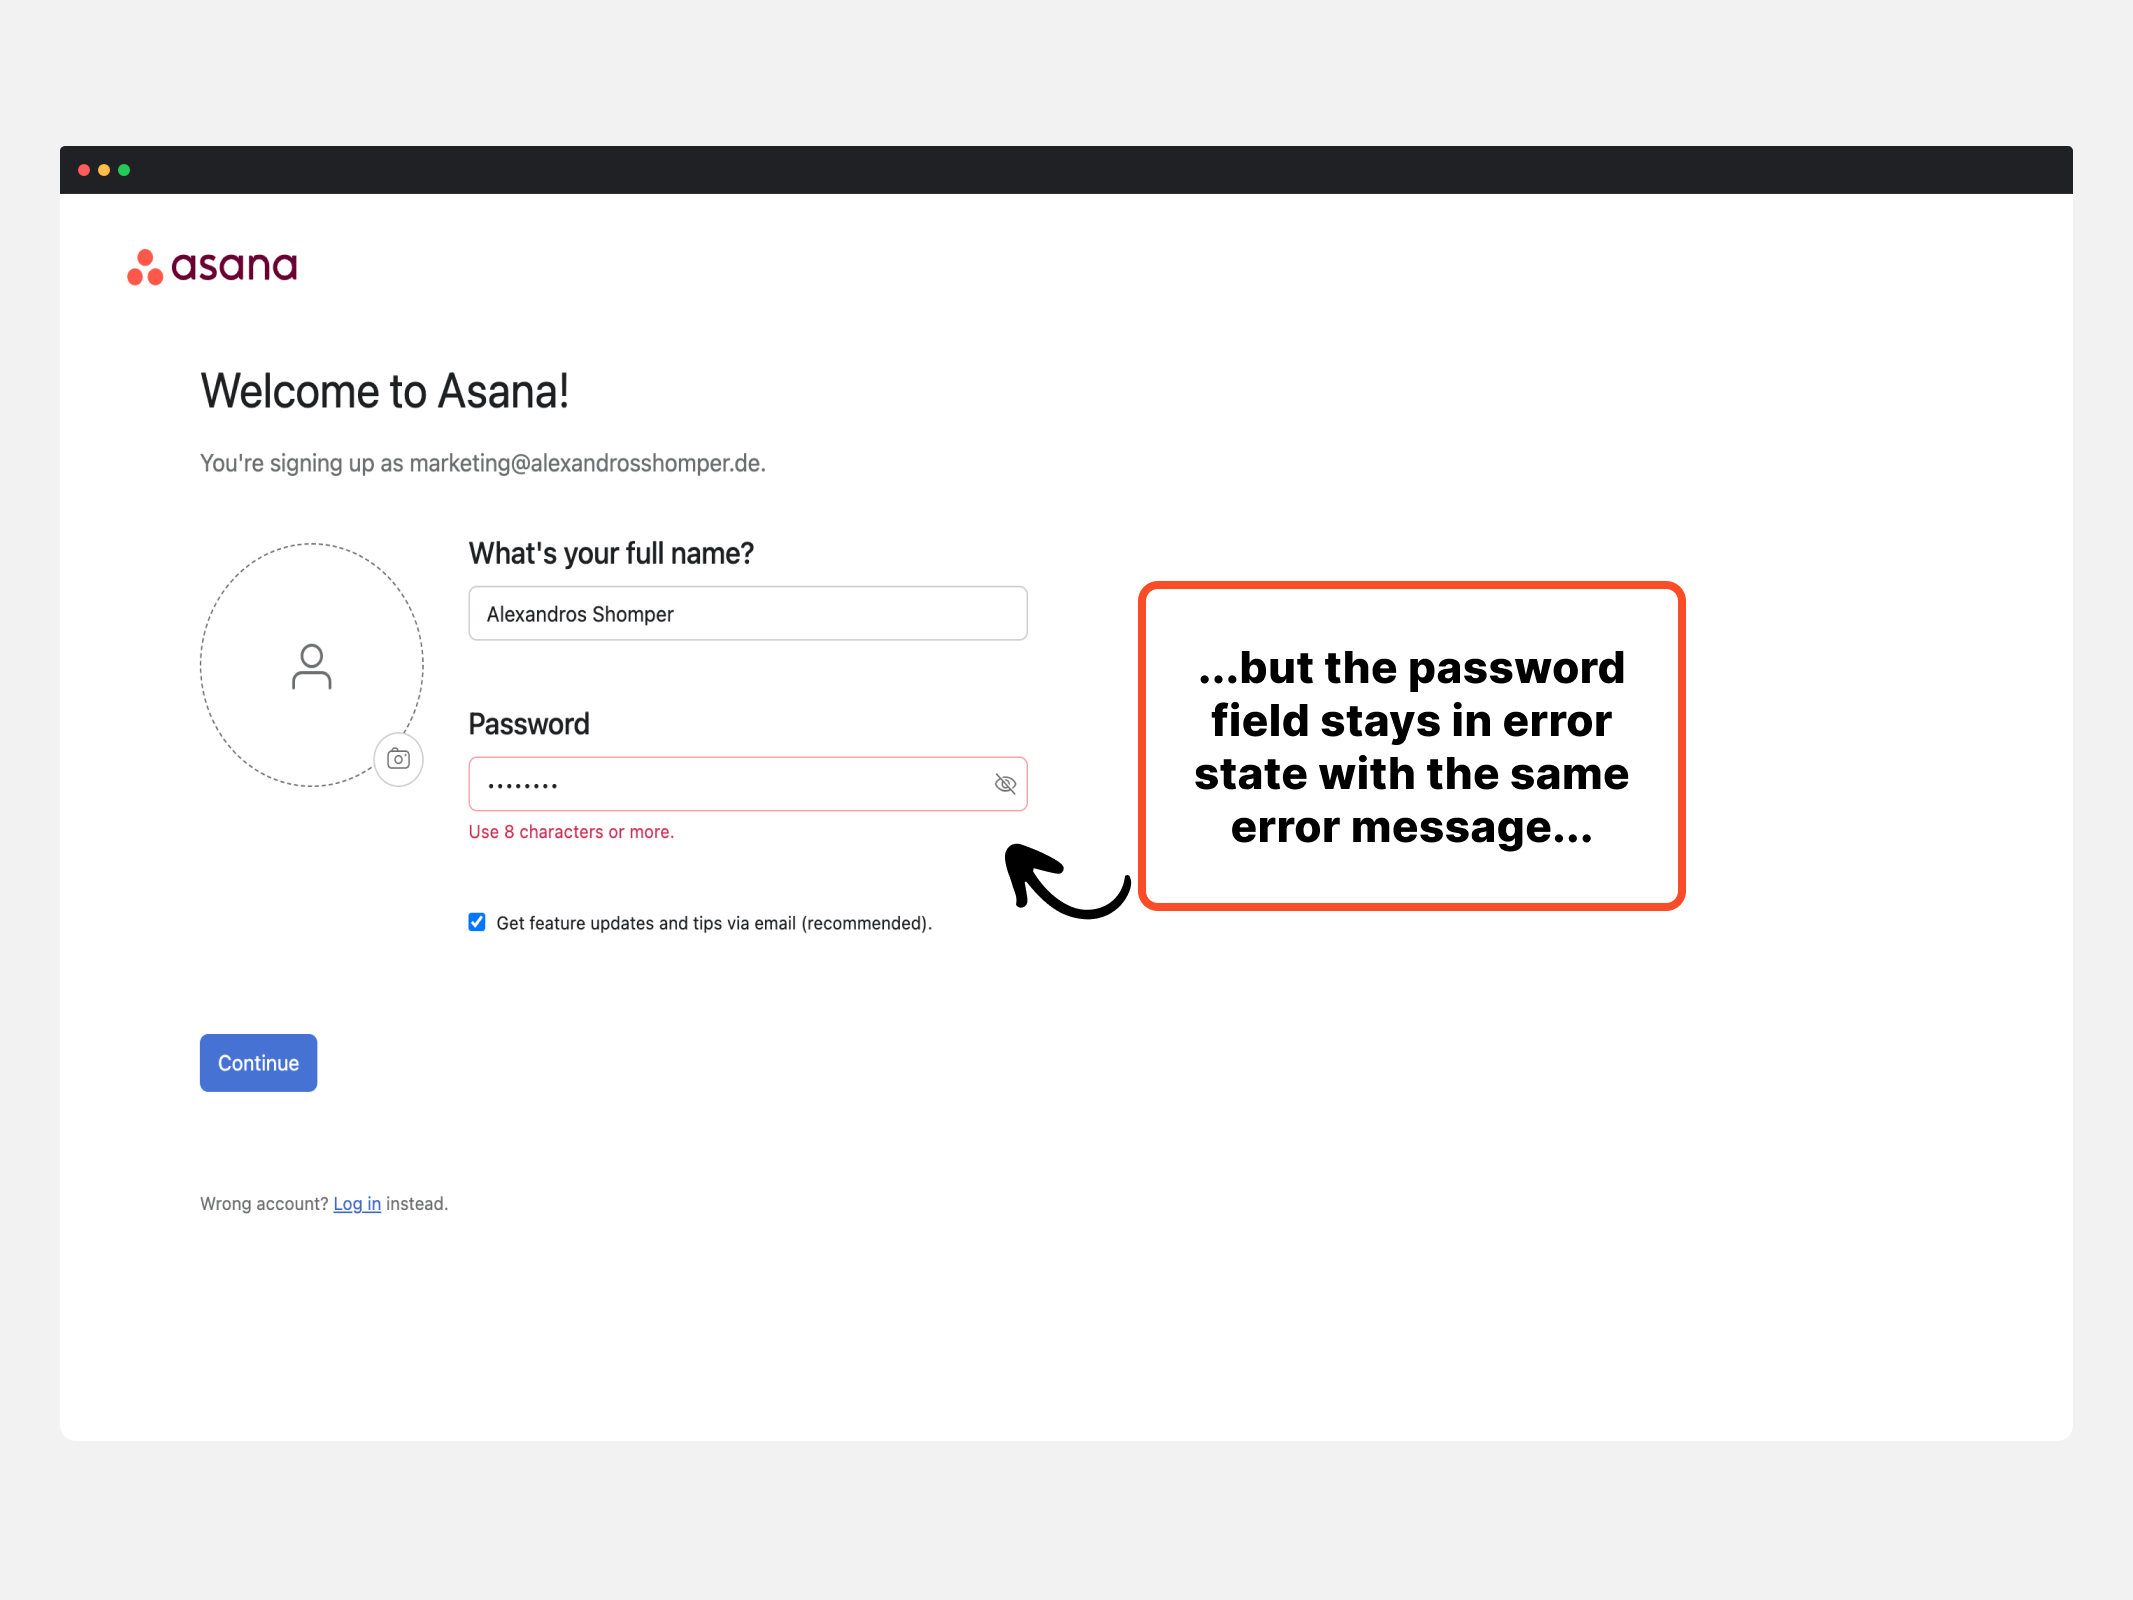 asana
Welcome to Asana!
You're signing up as marketing@alexandrosshomper.de.
What's your full name?
Alexandros Shomper
Password
••••••••
Use 8 characters or more.
Get feature updates and tips via email (recommended).
Continue
Wrong account? Log in instead.
...but the password
field stays in error
state with the same
error message...